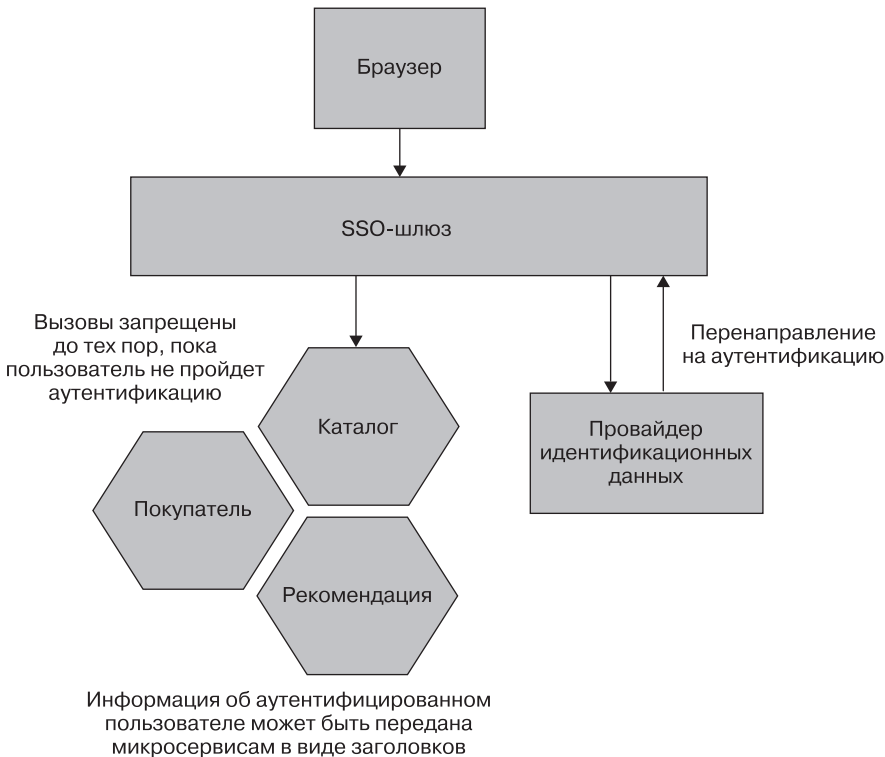 Браузер
SSO-шлюз
Вызовы запрещены
до тех пор, пока
пользователь не пройдет
аутентификацию
Перенаправление
на аутентификацию
Каталог
Провайдер
идентификационных
данных
Покупатель
Рекомендация
Информация об аутентифицированном
пользователе может быть передана
микросервисам в виде заголовков